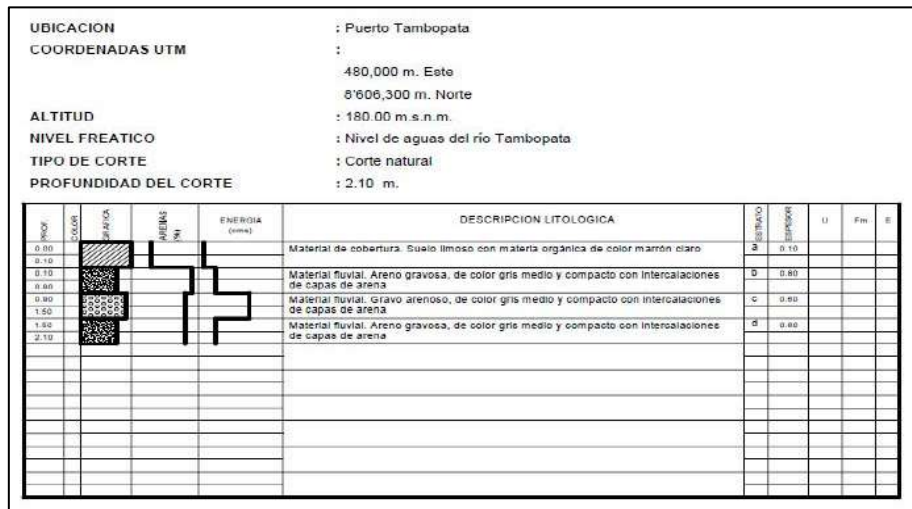 UBICACION : Puerto Tambopata
COORDENADAS UTM :
480,000 m. Este
8'606,300 m. Norte
ALTITUD : 180.00 m.s.n.m.
NIVEL FREATICO : Nivel de aguas del río Tambopata
TIPO DE CORTE : Corte natural
PROFUNDIDAD DEL CORTE : 2.10 m.
PROF. COLOR GRAFICA ARENAS (%) ENERGIA (cms) DESCRIPCION LITOLOGICA ESTRATO ESPESOR U Fm E
0.00 Material de cobertura. Suelo limoso con materia orgánica de color marrón claro a 0.10
0.10
0.10 Material fluvial. Areno gravosa, de color gris medio y compacto con intercalaciones b 0.80
0.90 de capas de arena
0.90 Material fluvial. Gravo arenoso, de color gris medio y compacto con intercalaciones c 0.60
1.50 de capas de arena
1.50 Material fluvial. Areno gravosa, de color gris medio y compacto con intercalaciones d 0.60
2.10 de capas de arena